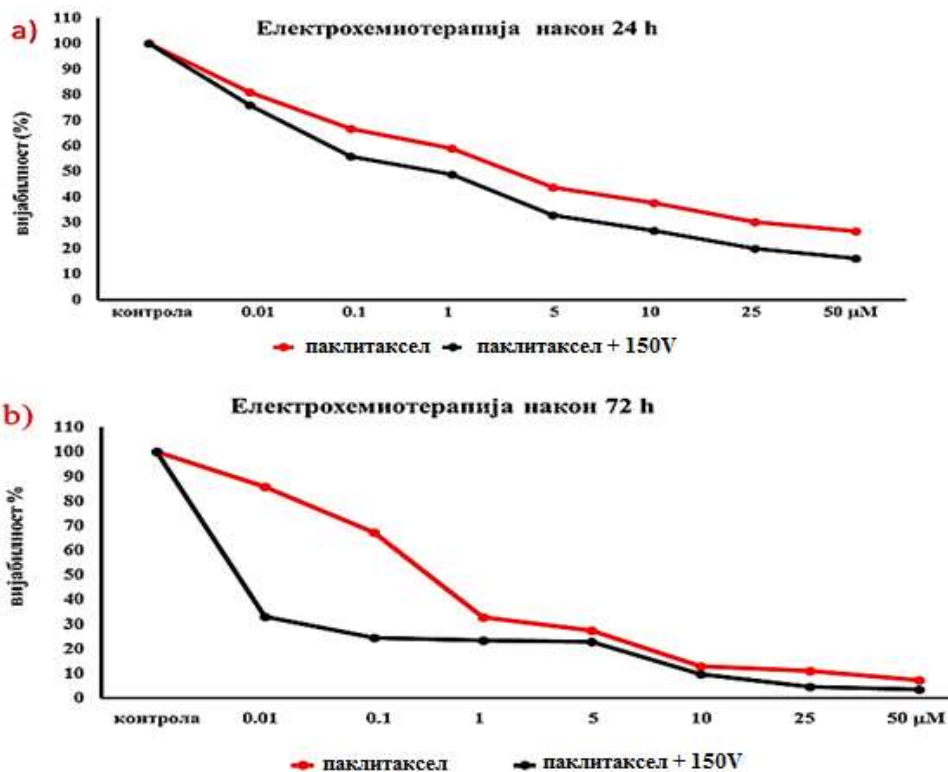 a)
Електрохемиотерапија након 24 h
вијабилност (%)
110
100
90
80
70
60
50
40
30
20
10
0
контрола 0.01 0.1 1 5 10 25 50 μM
паклитаксел паклитаксел + 150V
b)
Електрохемиотерапија након 72 h
вијабилност %
110
100
90
80
70
60
50
40
30
20
10
0
контрола 0.01 0.1 1 5 10 25 50 μM
паклитаксел паклитаксел + 150V